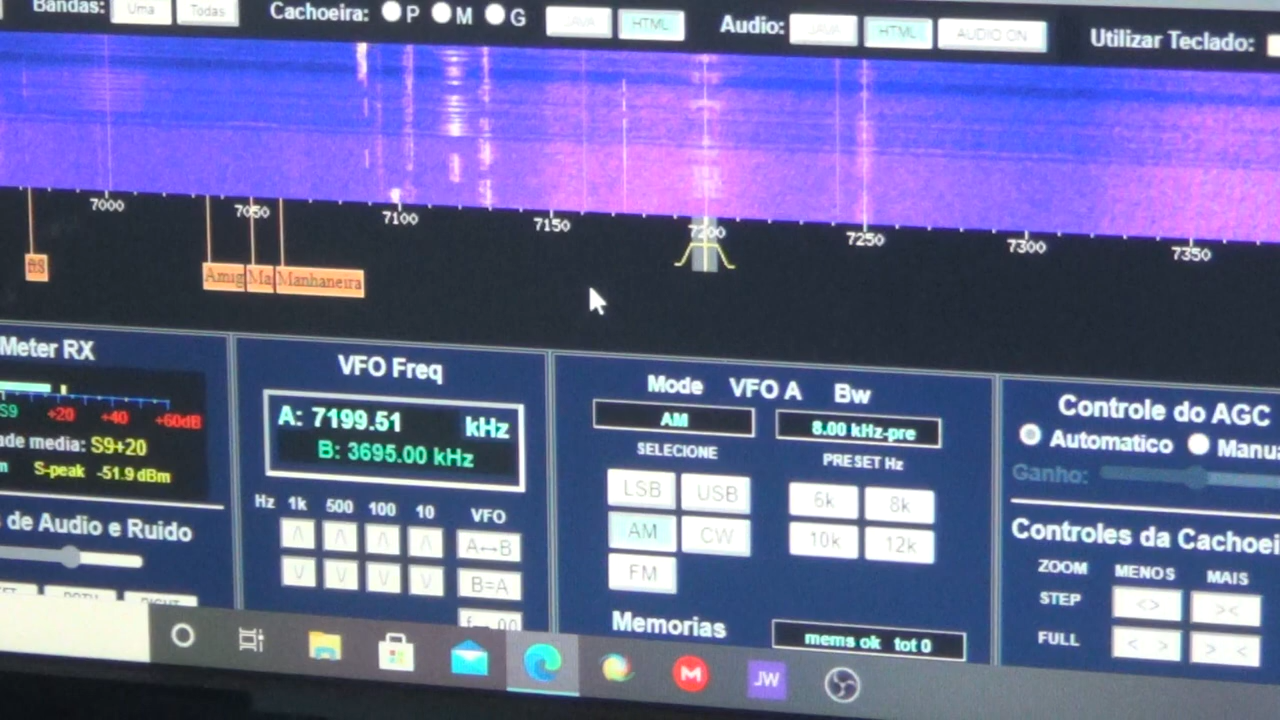 Bandas: Uma Todas Cachoeira: P M G JAVA HTML Audio: JAVA HTML AUDIO ON Utilizar Teclado:
7000 7050 7100 7150 7200 7250 7300 7350
ft8 Amig Ma Manhaneira
Meter RX
S9 +20 +40 +60dB
ade media: S9+20
m S-peak -51.9 dBm
s de Audio e Ruido
VFO Freq
A: 7199.51 kHz
B: 3695.00 kHz
Hz 1k 500 100 10 VFO
A↔B
B=A
Mode VFO A Bw
AM 8.00 kHz-pre
SELECIONE PRESET Hz
LSB USB 6k 8k
AM CW 10k 12k
FM
Memorias mems ok tot 0
Controle do AGC
Automatico Manua
Ganho:
Controles da Cachoei
ZOOM MENOS MAIS
STEP <> ><
FULL < > > <
JW